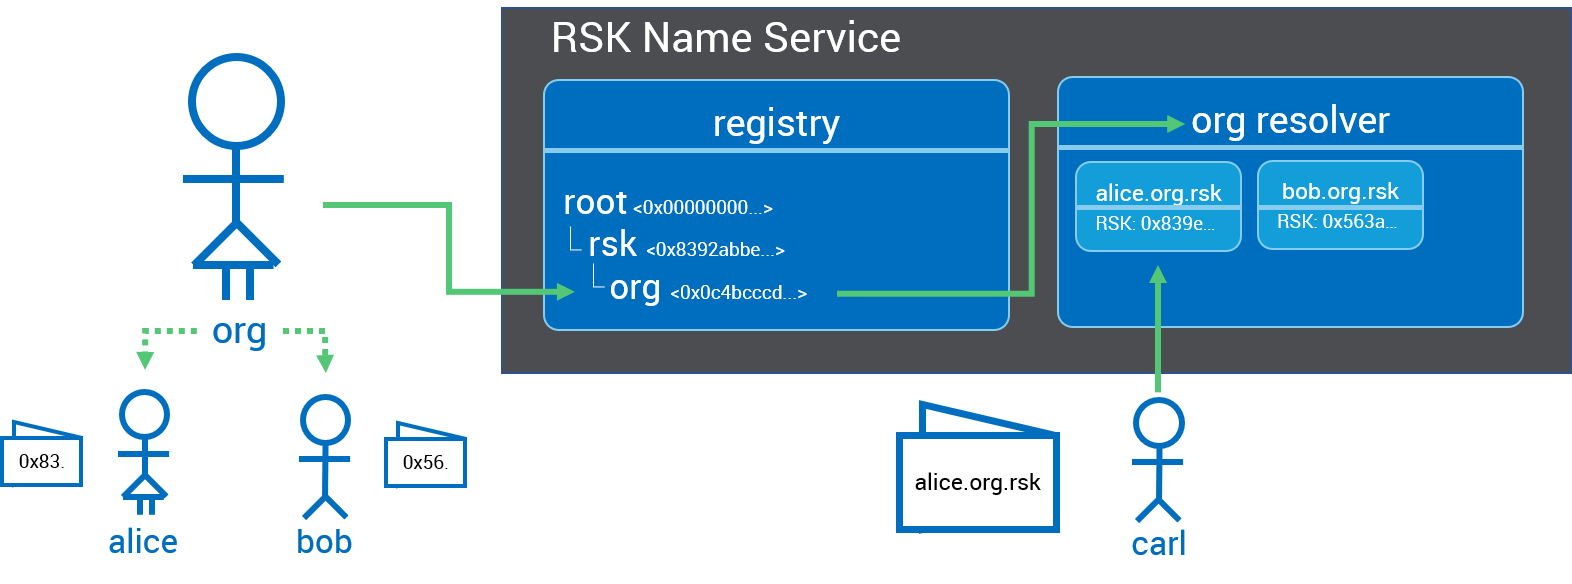 RSK Name Service
registry
root <0x00000000...>
rsk <0x8392abbe...>
org <0x0c4bcccd...>
org resolver
alice.org.rsk
RSK: 0x839e...
bob.org.rsk
RSK: 0x563a...
org
0x83.
alice
0x56.
bob
alice.org.rsk
carl